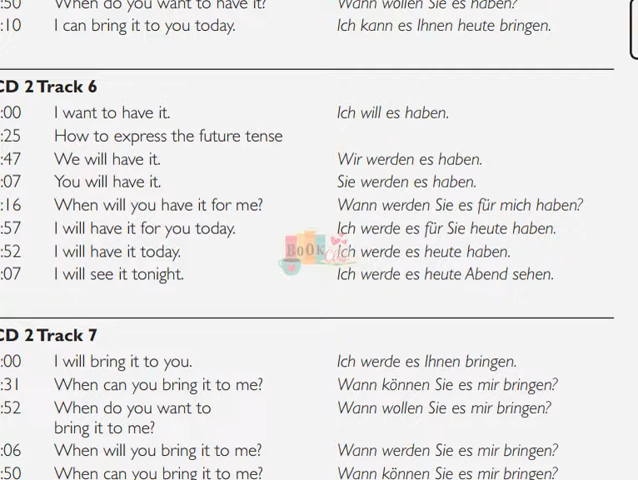 :50 When do you want to have it? Wann wollen Sie es haben?
:10 I can bring it to you today. Ich kann es Ihnen heute bringen.
CD 2 Track 6
:00 I want to have it. Ich will es haben.
:25 How to express the future tense
:47 We will have it. Wir werden es haben.
:07 You will have it. Sie werden es haben.
:16 When will you have it for me? Wann werden Sie es für mich haben?
:57 I will have it for you today. Ich werde es für Sie heute haben.
:52 I will have it today. Ich werde es heute haben.
BOOK
:07 I will see it tonight. Ich werde es heute Abend sehen.
CD 2 Track 7
:00 I will bring it to you. Ich werde es Ihnen bringen.
:31 When can you bring it to me? Wann können Sie es mir bringen?
:52 When do you want to Wann wollen Sie es mir bringen?
bring it to me?
:06 When will you bring it to me? Wann werden Sie es mir bringen?
:50 When can you bring it to me? Wann können Sie es mir bringen?